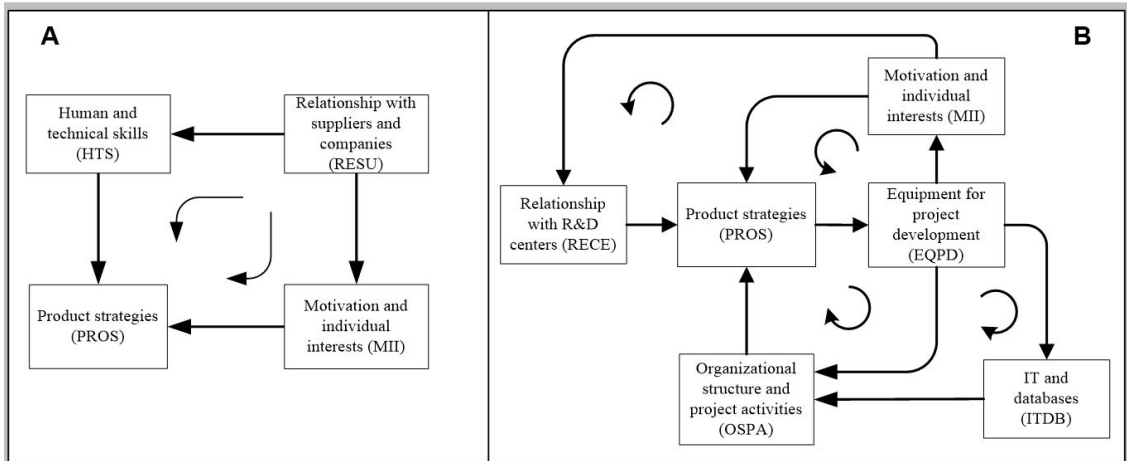 A
Human and
technical skills
(HTS)
Relationship with
suppliers and
companies
(RESU)
Product strategies
(PROS)
Motivation and
individual
interests (MII)
B
Motivation and
individual
interests (MII)
Relationship
with R&D
centers (RECE)
Product strategies
(PROS)
Equipment for
project
development
(EQPD)
Organizational
structure and
project activities
(OSPA)
IT and
databases
(ITDB)